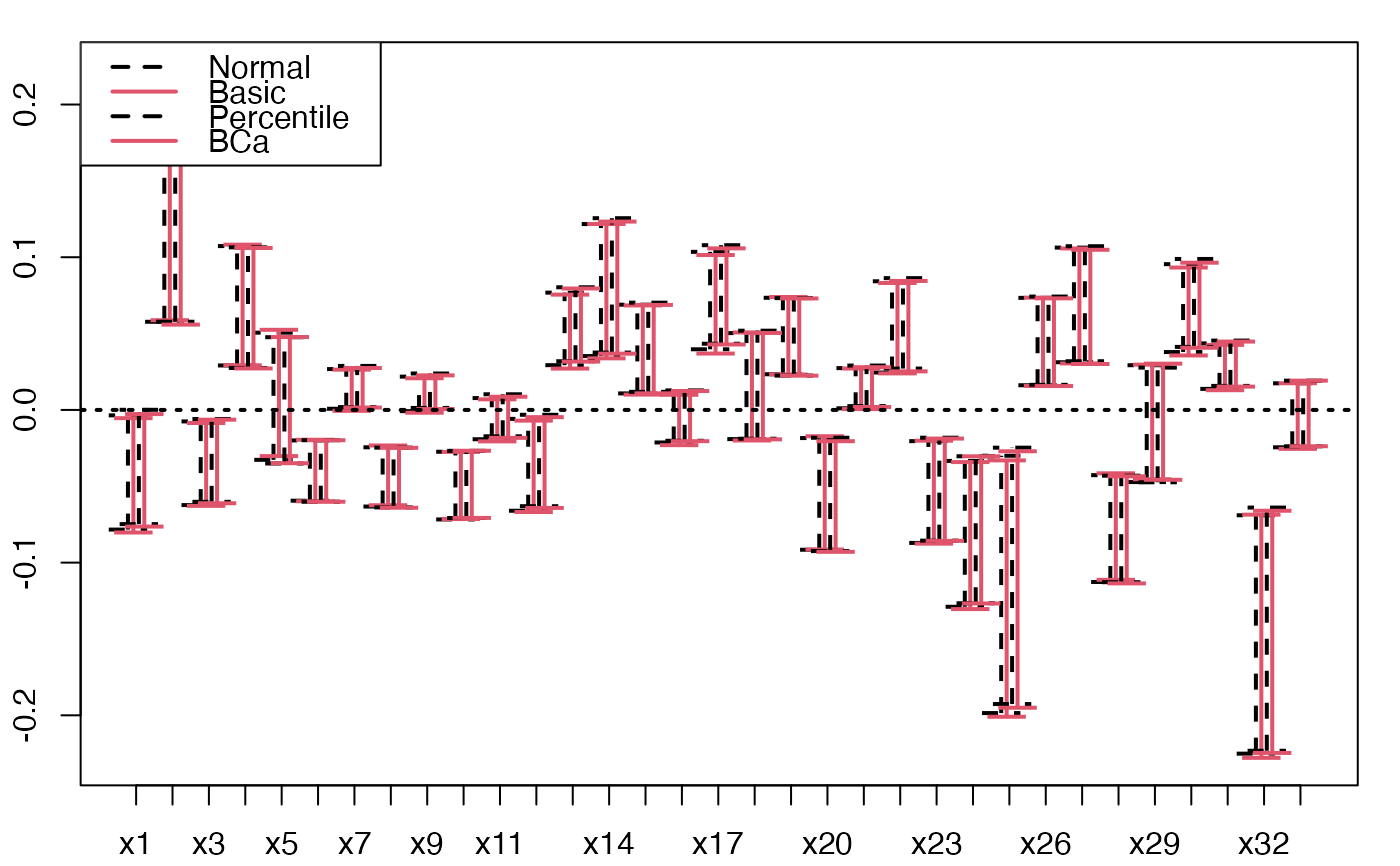 Normal
Basic
Percentile
BCa
0.2
0.1
0.0
-0.1
-0.2
x1 x3 x5 x7 x9 x11 x14 x17 x20 x23 x26 x29 x32